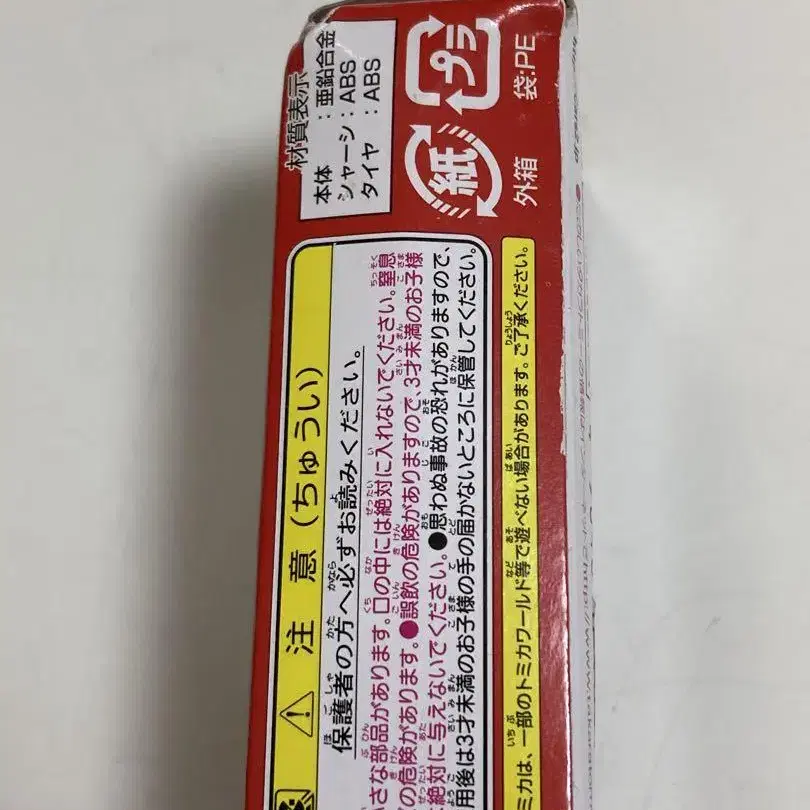 材質表示
本体 : 亜鉛合金
シャーシ : ABS
タイヤ : ABS
プラ
袋:PE
紙
外箱
注 意 (ちゅうい)
保護者の方へ必ずお読みください。
さな部品があります。口の中には絶対に入れないでください。窒息
の危険があります。●誤飲の危険がありますので、3才未満のお子様
絶対に与えないでください。●思わぬ事故の恐れがありますので、
用後は3才未満のお子様の手の届かないところに保管してください。
ミカは、一部のトミカワールド等で遊べない場合があります。ご了承ください。